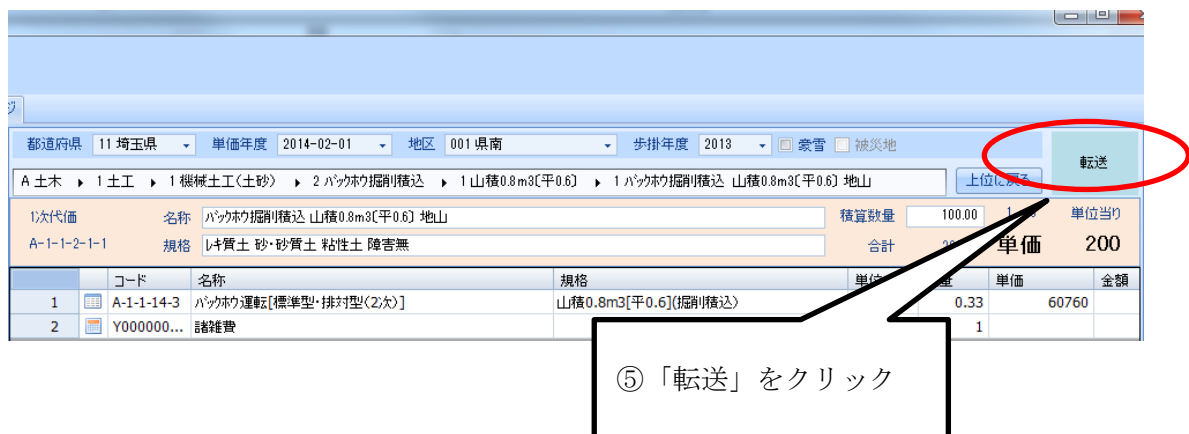 都道府県 11 埼玉県 単価年度 2014-02-01 地区 001 県南 歩掛年度 2013 豪雪 被災地
転送
A 土木 1 土工 1 機械土工(土砂) 2 バックホウ掘削積込 1 山積0.8m3[平0.6] 1 バックホウ掘削積込 山積0.8m3[平0.6] 地山 上位に戻る
1次代価 名称 バックホウ掘削積込 山積0.8m3[平0.6] 地山 積算数量 100.00 単位当り
A-1-1-2-1-1 規格 レキ質土 砂・砂質土 粘性土 障害無 合計 単価 200
コード 名称 規格 単位 単価 金額
1 A-1-1-14-3 バックホウ運転[標準型・排対型(2次)] 山積0.8m3[平0.6](掘削積込) 0.33 60760
2 Y000000... 諸雑費 1
⑤「転送」をクリック